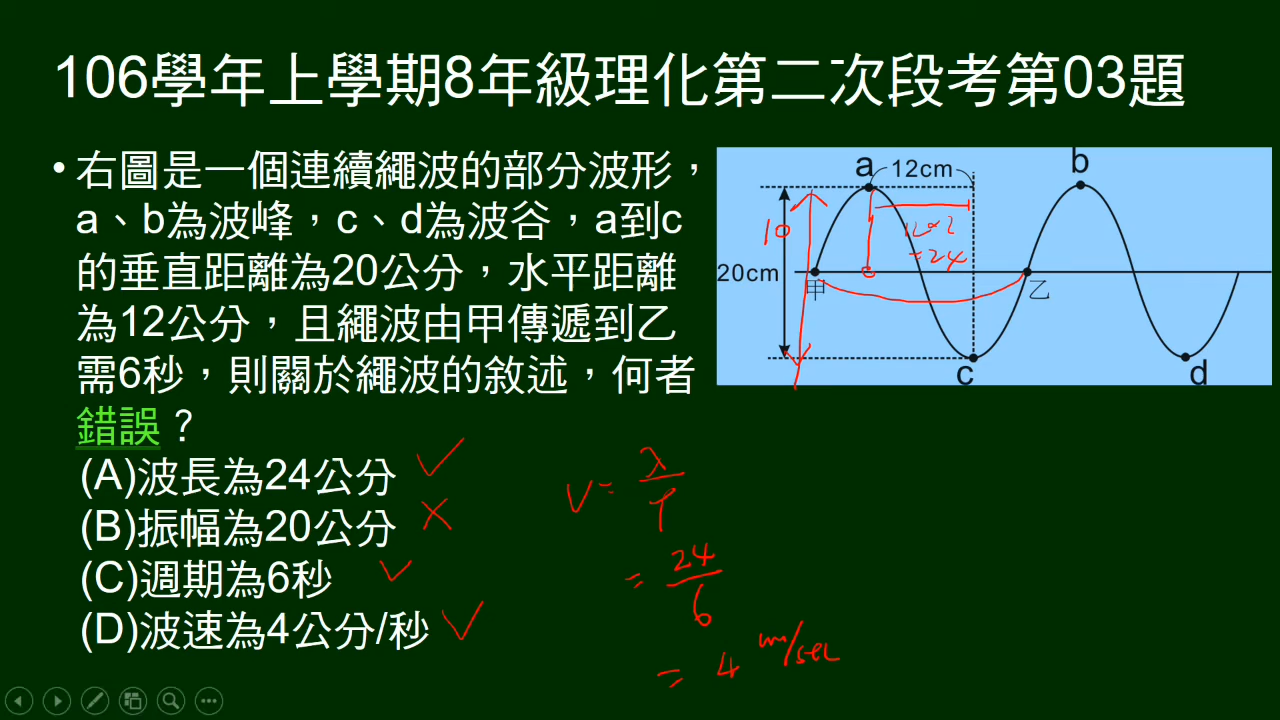 106學年上學期8年級理化第二次段考第03題
•右圖是一個連續繩波的部分波形，
a、b為波峰，c、d為波谷，a到c
的垂直距離為20公分，水平距離
為12公分，且繩波由甲傳遞到乙
需6秒，則關於繩波的敘述，何者
錯誤？
(A)波長為24公分
(B)振幅為20公分
(C)週期為6秒
(D)波速為4公分/秒
a
12cm
b
10
12×2
=24
20cm
甲
乙
c
d
V=λ/T
=24/6
=4 m/sec